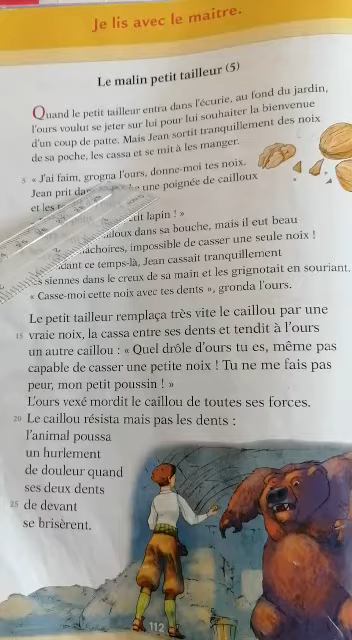 Je lis avec le maître.
Le malin petit tailleur (5)
Quand le petit tailleur entra dans l'écurie, au fond du jardin,
l'ours voulut se jeter sur lui pour lui souhaiter la bienvenue
d'un coup de patte. Mais Jean sortit tranquillement des noix
de sa poche, les cassa et se mit à les manger.
5 « J'ai faim, grogna l'ours, donne-moi tes noix.
Jean prit une poignée de cailloux
et les
lapin ! »
dans sa bouche, mais il eut beau
impossible de casser une seule noix !
ce temps-là, Jean cassait tranquillement
siennes dans le creux de sa main et les grignotait en souriant.
« Casse-moi cette noix avec tes dents », gronda l'ours.
Le petit tailleur remplaça très vite le caillou par une
15 vraie noix, la cassa entre ses dents et tendit à l'ours
un autre caillou : « Quel drôle d'ours tu es, même pas
capable de casser une petite noix ! Tu ne me fais pas
peur, mon petit poussin ! »
L'ours vexé mordit le caillou de toutes ses forces.
20 Le caillou résista mais pas les dents :
l'animal poussa
un hurlement
de douleur quand
ses deux dents
25 de devant
se brisèrent.
112